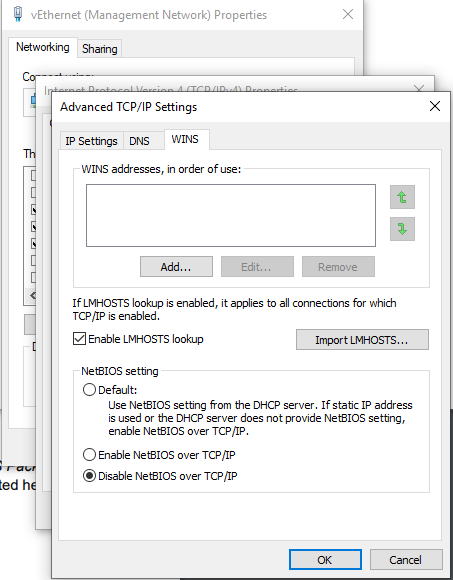 vEthernet (Management Network) Properties
Networking
Sharing
Connect using:
Internet Protocol Version 4 (TCP/IPv4) Properties
Advanced TCP/IP Settings
IP Settings
DNS
WINS
WINS addresses, in order of use:
Add...
Edit...
Remove
If LMHOSTS lookup is enabled, it applies to all connections for which
TCP/IP is enabled.
Enable LMHOSTS lookup
Import LMHOSTS...
NetBIOS setting
Default:
Use NetBIOS setting from the DHCP server. If static IP address
is used or the DHCP server does not provide NetBIOS setting,
enable NetBIOS over TCP/IP.
Enable NetBIOS over TCP/IP
Disable NetBIOS over TCP/IP
OK
Cancel